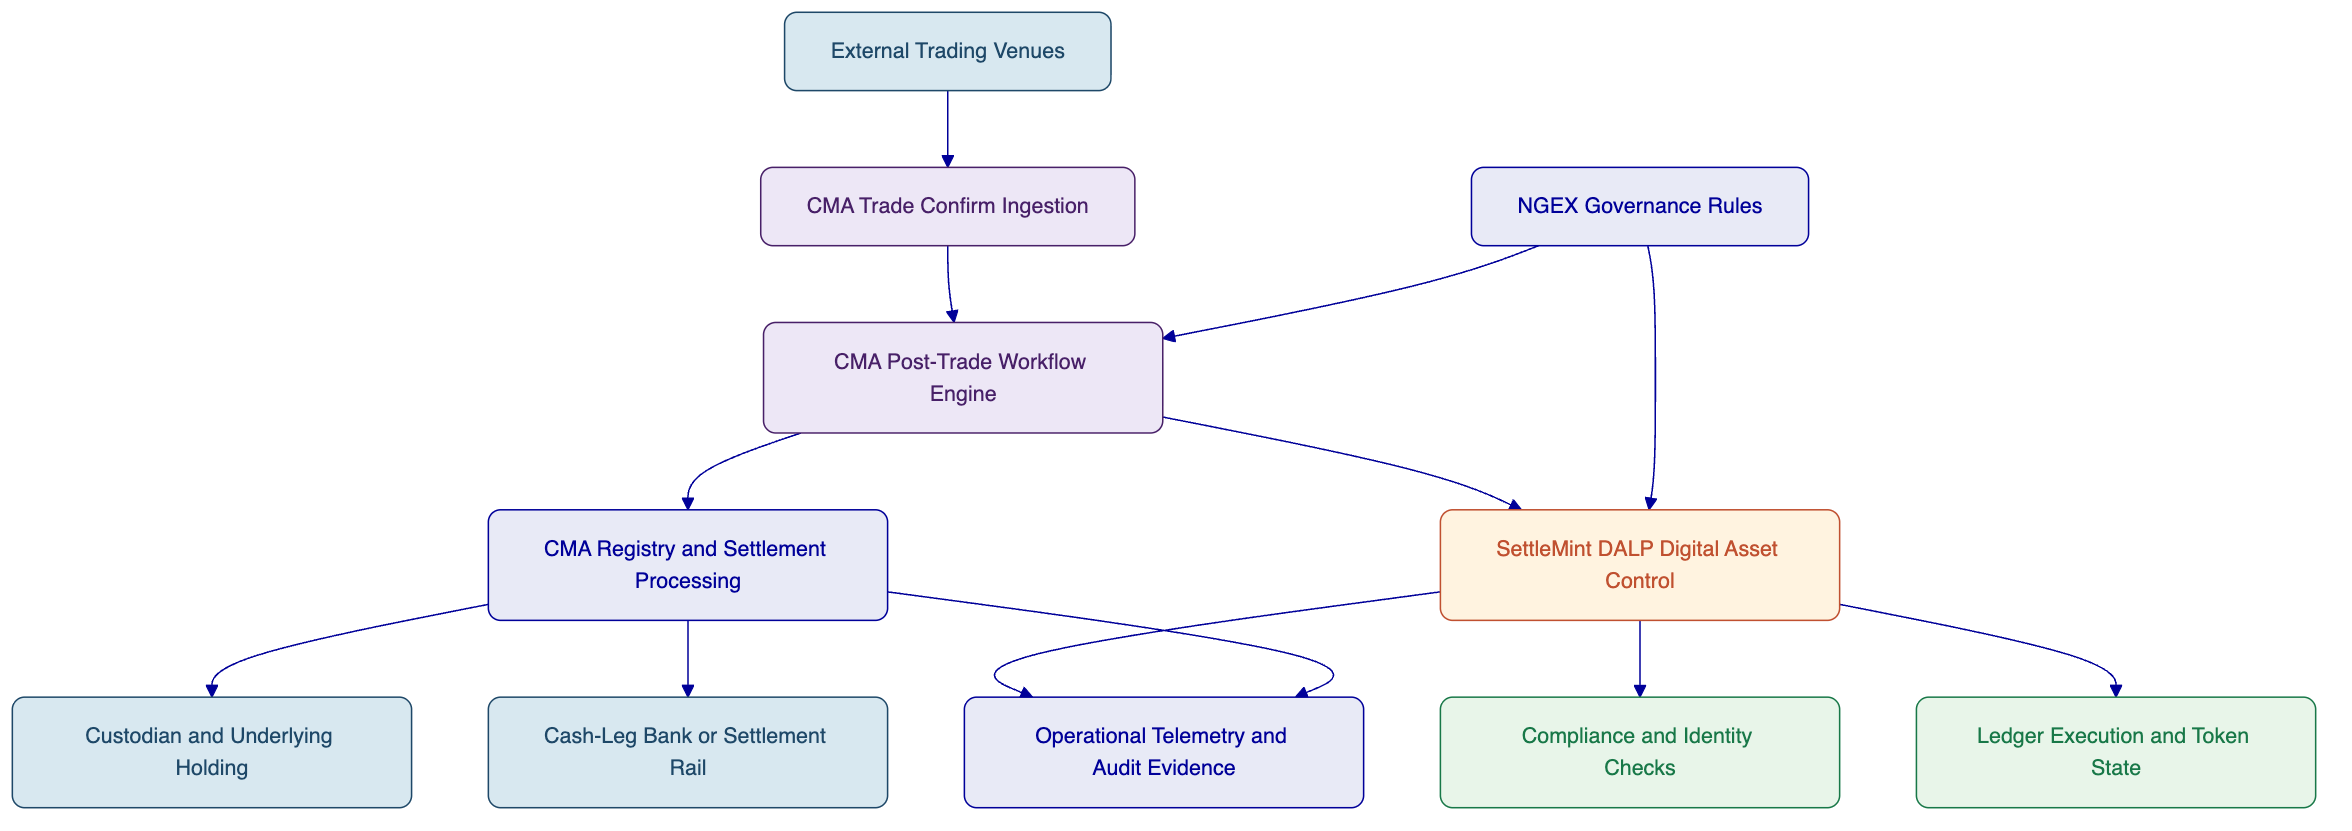 External Trading Venues
CMA Trade Confirm Ingestion
NGEX Governance Rules
CMA Post-Trade Workflow
Engine
CMA Registry and Settlement
Processing
SettleMint DALP Digital Asset
Control
Custodian and Underlying
Holding
Cash-Leg Bank or Settlement
Rail
Operational Telemetry and
Audit Evidence
Compliance and Identity
Checks
Ledger Execution and Token
State